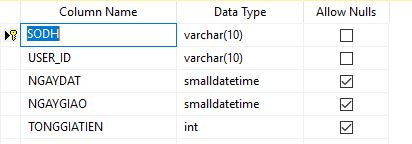 Column Name Data Type Allow Nulls
SODH varchar(10)
USER_ID varchar(10)
NGAYDAT smalldatetime
NGAYGIAO smalldatetime
TONGGIATIEN int